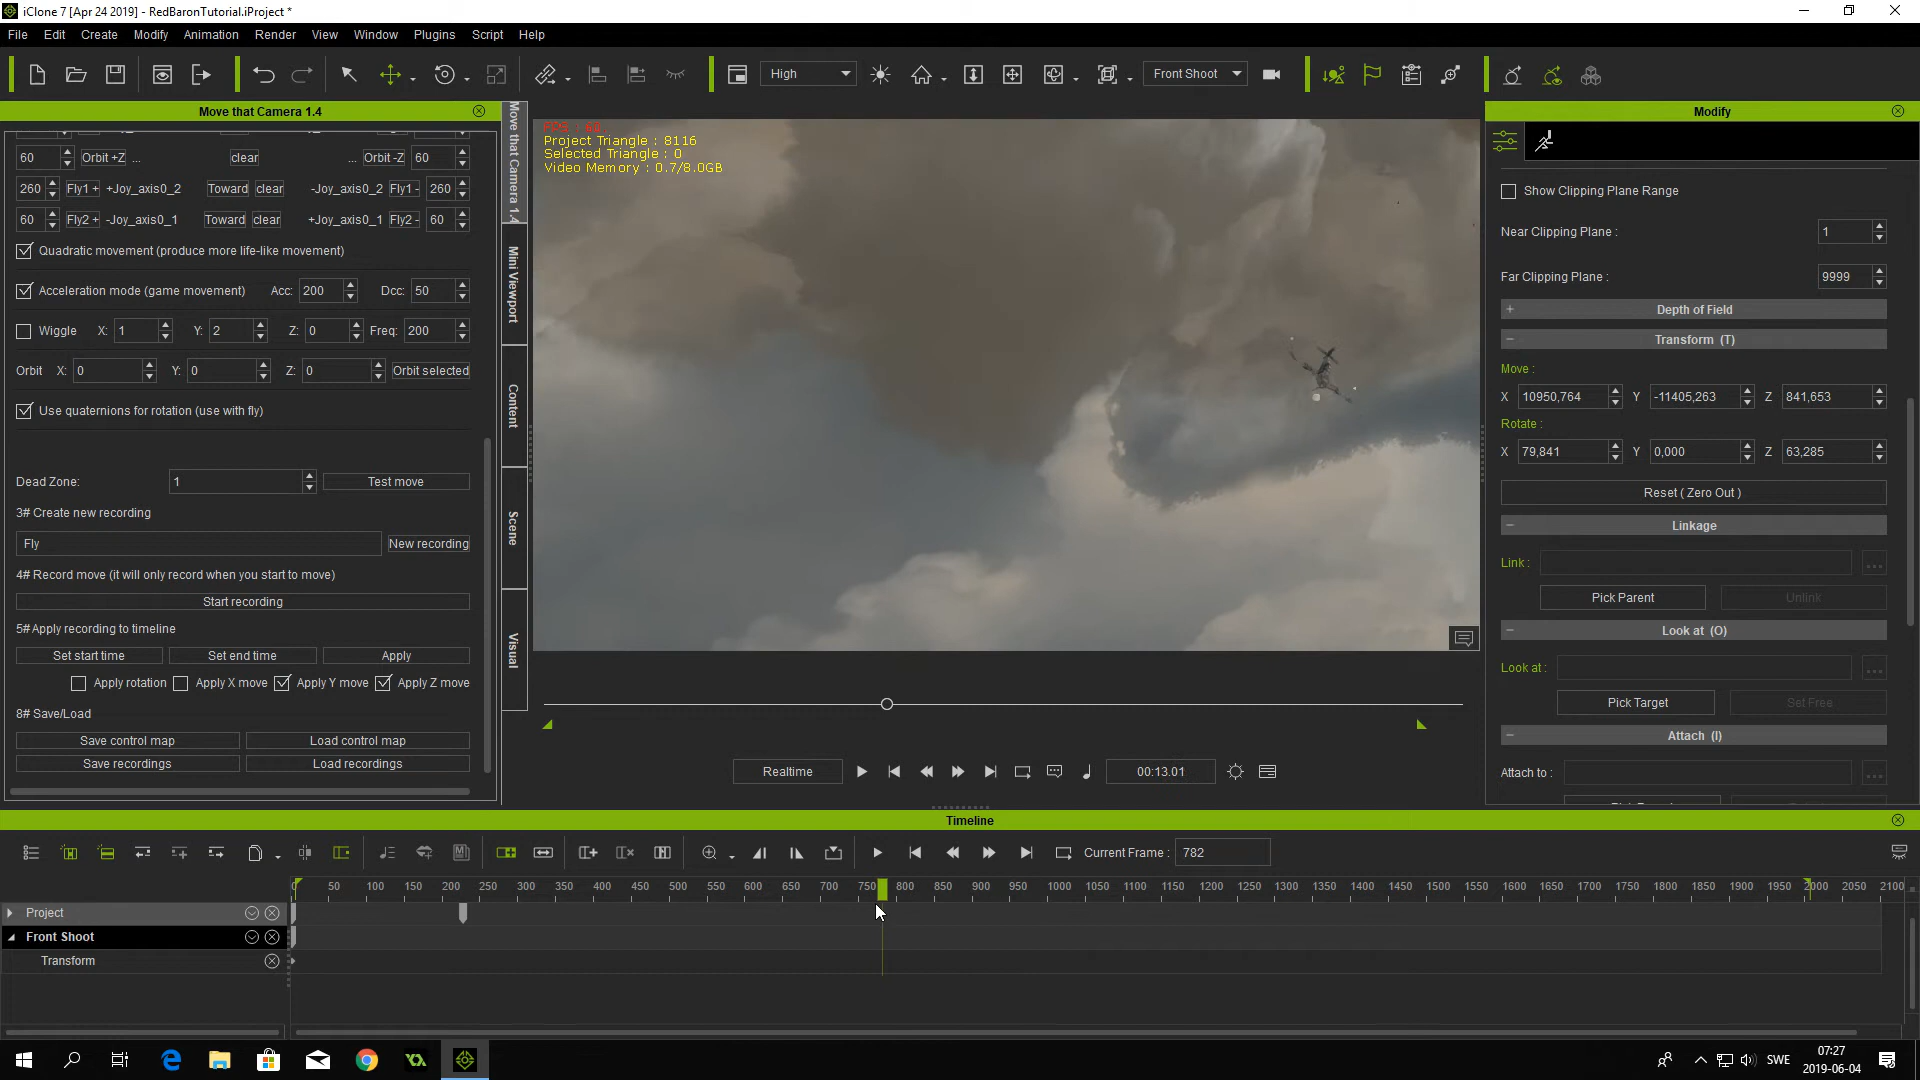 iClone 7 [Apr 24 2019] - RedBaronTutorial.iProject *
File Edit Create Modify Animation Render View Window Plugins Script Help
High Front Shoot
Move that Camera 1.4
60 Orbit +Z ... clear ... Orbit -Z 60
260 Fly1 + +Joy_axis0_2 Toward clear -Joy_axis0_2 Fly1 - 260
60 Fly2 + -Joy_axis0_1 Toward clear +Joy_axis0_1 Fly2 - 60
Quadratic movement (produce more life-like movement)
Acceleration mode (game movement) Acc: 200 Dcc: 50
Wiggle X: 1 Y: 2 Z: 0 Freq: 200
Orbit X: 0 Y: 0 Z: 0 Orbit selected
Use quaternions for rotation (use with fly)
Dead Zone: 1 Test move
3# Create new recording
Fly New recording
4# Record move (it will only record when you start to move)
Start recording
5# Apply recording to timeline
Set start time Set end time Apply
Apply rotation Apply X move Apply Y move Apply Z move
8# Save/Load
Save control map Load control map
Save recordings Load recordings
Move that Camera 1.4
Mini Viewport
Content
Scene
Visual
Project Triangle : 8116
Selected Triangle : 0
Video Memory : 0.7/8.0GB
Realtime 00:13.01
Modify
Show Clipping Plane Range
Near Clipping Plane : 1
Far Clipping Plane : 9999
+ Depth of Field
− Transform (T)
Move :
X 10950,764 Y -11405,263 Z 841,653
Rotate :
X 79,841 Y 0,000 Z 63,285
Reset ( Zero Out )
− Linkage
Link : ...
Pick Parent Unlink
− Look at (O)
Look at : ...
Pick Target Set Free
− Attach (I)
Attach to : ...
Timeline
Current Frame : 782
0 50 100 150 200 250 300 350 400 450 500 550 600 650 700 750 800 850 900 950 1000 1050 1100 1150 1200 1250 1300 1350 1400 1450 1500 1550 1600 1650 1700 1750 1800 1850 1900 1950 2000 2050 2100
Project
Front Shoot
Transform
SWE
07:27
2019-06-04